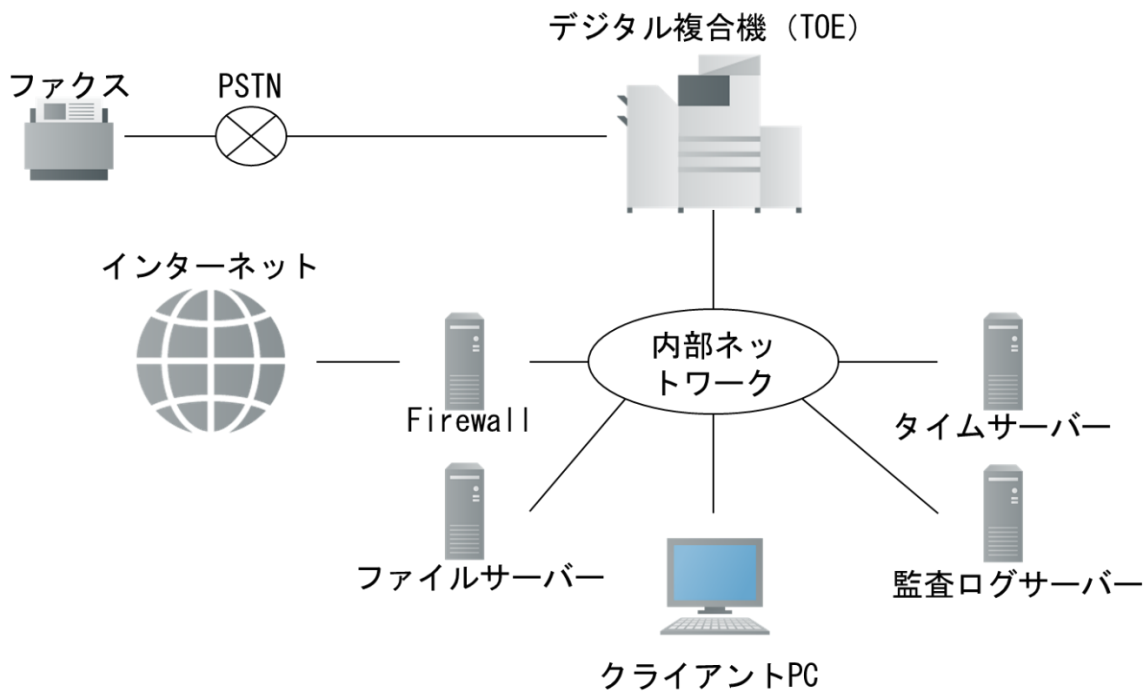 デジタル複合機（TOE）
ファクス
PSTN
インターネット
内部ネッ
トワーク
Firewall
タイムサーバー
ファイルサーバー
監査ログサーバー
クライアントPC